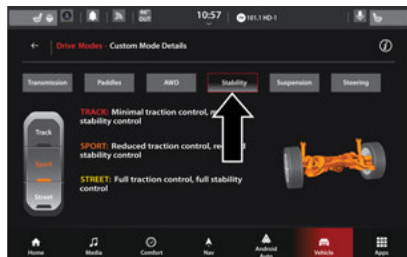 66° OUT
10:57
101.1 HD-1
Drive Modes - Custom Mode Details
Transmission
Paddles
AWD
Stability
Suspension
Steering
TRACK: Minimal traction control,
stability control
SPORT: Reduced traction control,
stability control
STREET: Full traction control, full stability
control
Track
Sport
Street
Home
Media
Comfort
Nav
Android
Auto
Vehicle
Apps